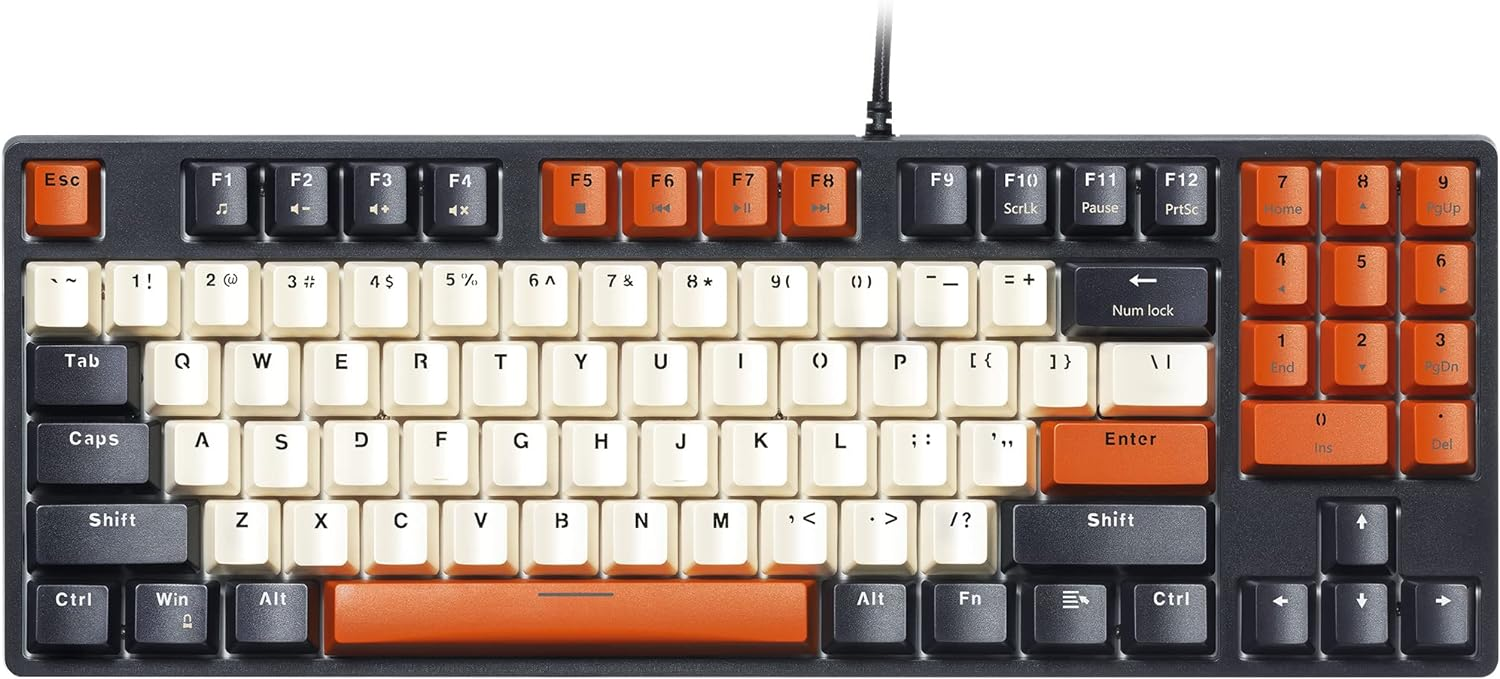 Esc F1 F2 F3 F4 F5 F6 F7 F8 F9 F10 F11 F12 7 8 9
ScrLk Pause PrtSc Home PgUp
` ~ 1 ! 2 @ 3 # 4 $ 5 % 6 ^ 7 & 8 * 9 ( 0 ) - _ = + ← 4 5 6
Num lock
Tab Q W E R T Y U I O P [ { ] } \ | 1 2 3
End PgDn
Caps A S D F G H J K L ; : ' " Enter 0 .
Ins Del
Shift Z X C V B N M , < . > / ? Shift ↑
Ctrl Win Alt Alt Fn Ctrl ← ↓ →